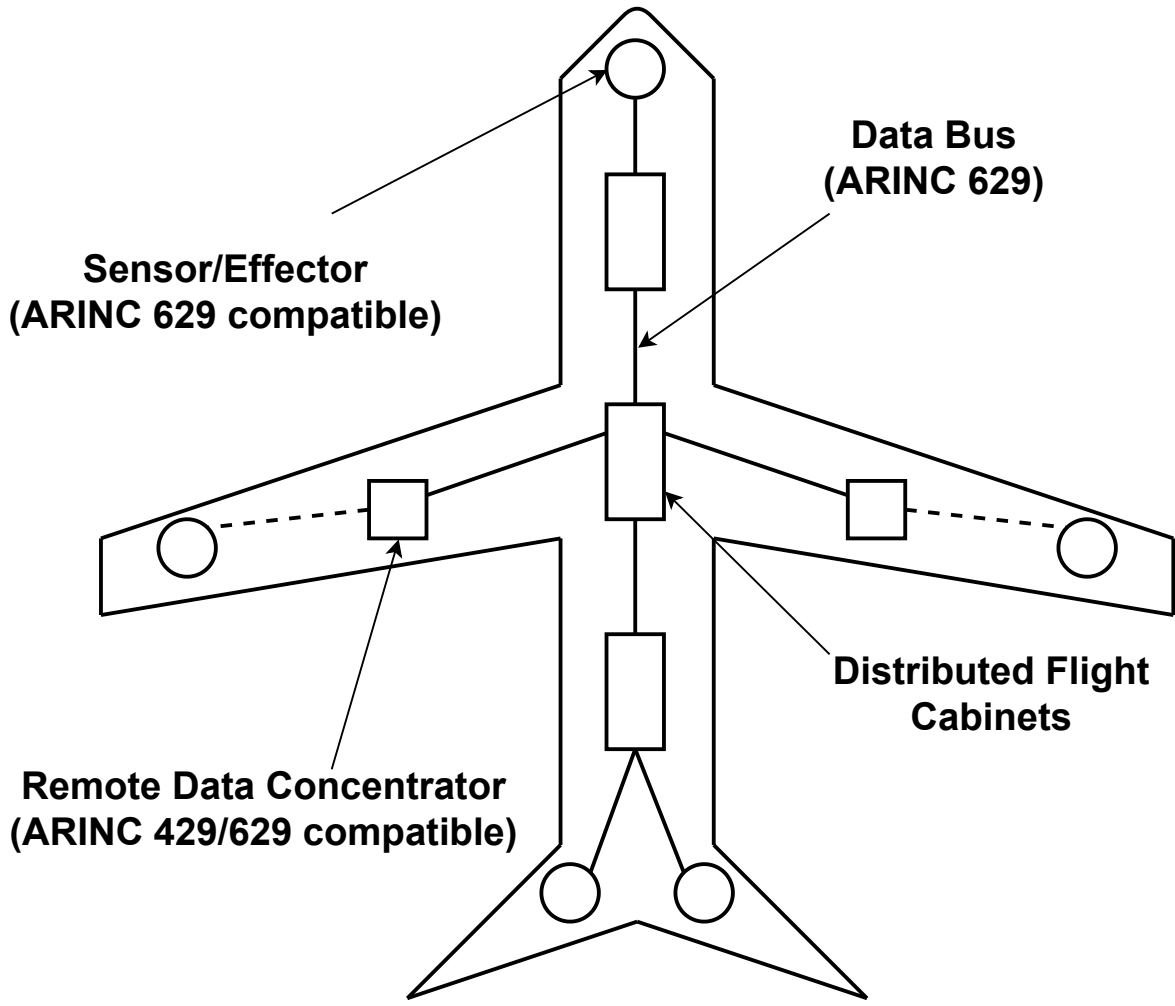 Data Bus
(ARINC 629)
Sensor/Effector
(ARINC 629 compatible)
Distributed Flight
Cabinets
Remote Data Concentrator
(ARINC 429/629 compatible)